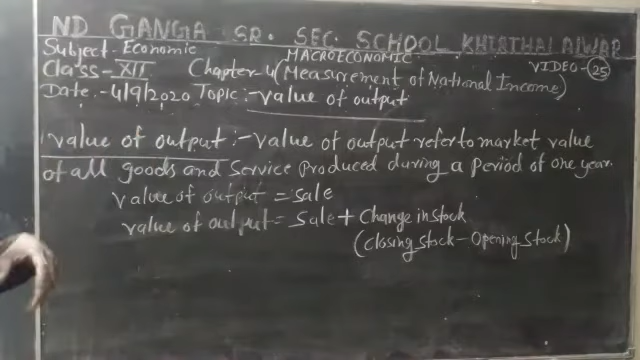 ND GANGA SR. SEC. SCHOOL KHISTHAI AIWAR
Subject:- Economic
MACROECONOMIC
Class- XII Chapter-4 (Measurement of National Income)
VIDEO- 25
Date:-4/9/2020 Topic:- value of output
value of output:- value of output refer to market value
of all goods and Service Produced during a Period of one year.
value of output = Sale
value of output = Sale + Change in stock
(closing stock - Opening Stock)